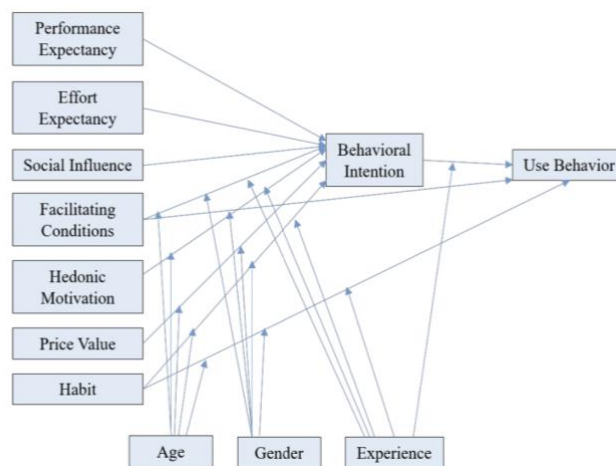 Performance
Expectancy
Effort
Expectancy
Social Influence
Behavioral
Intention
Use Behavior
Facilitating
Conditions
Hedonic
Motivation
Price Value
Habit
Age
Gender
Experience